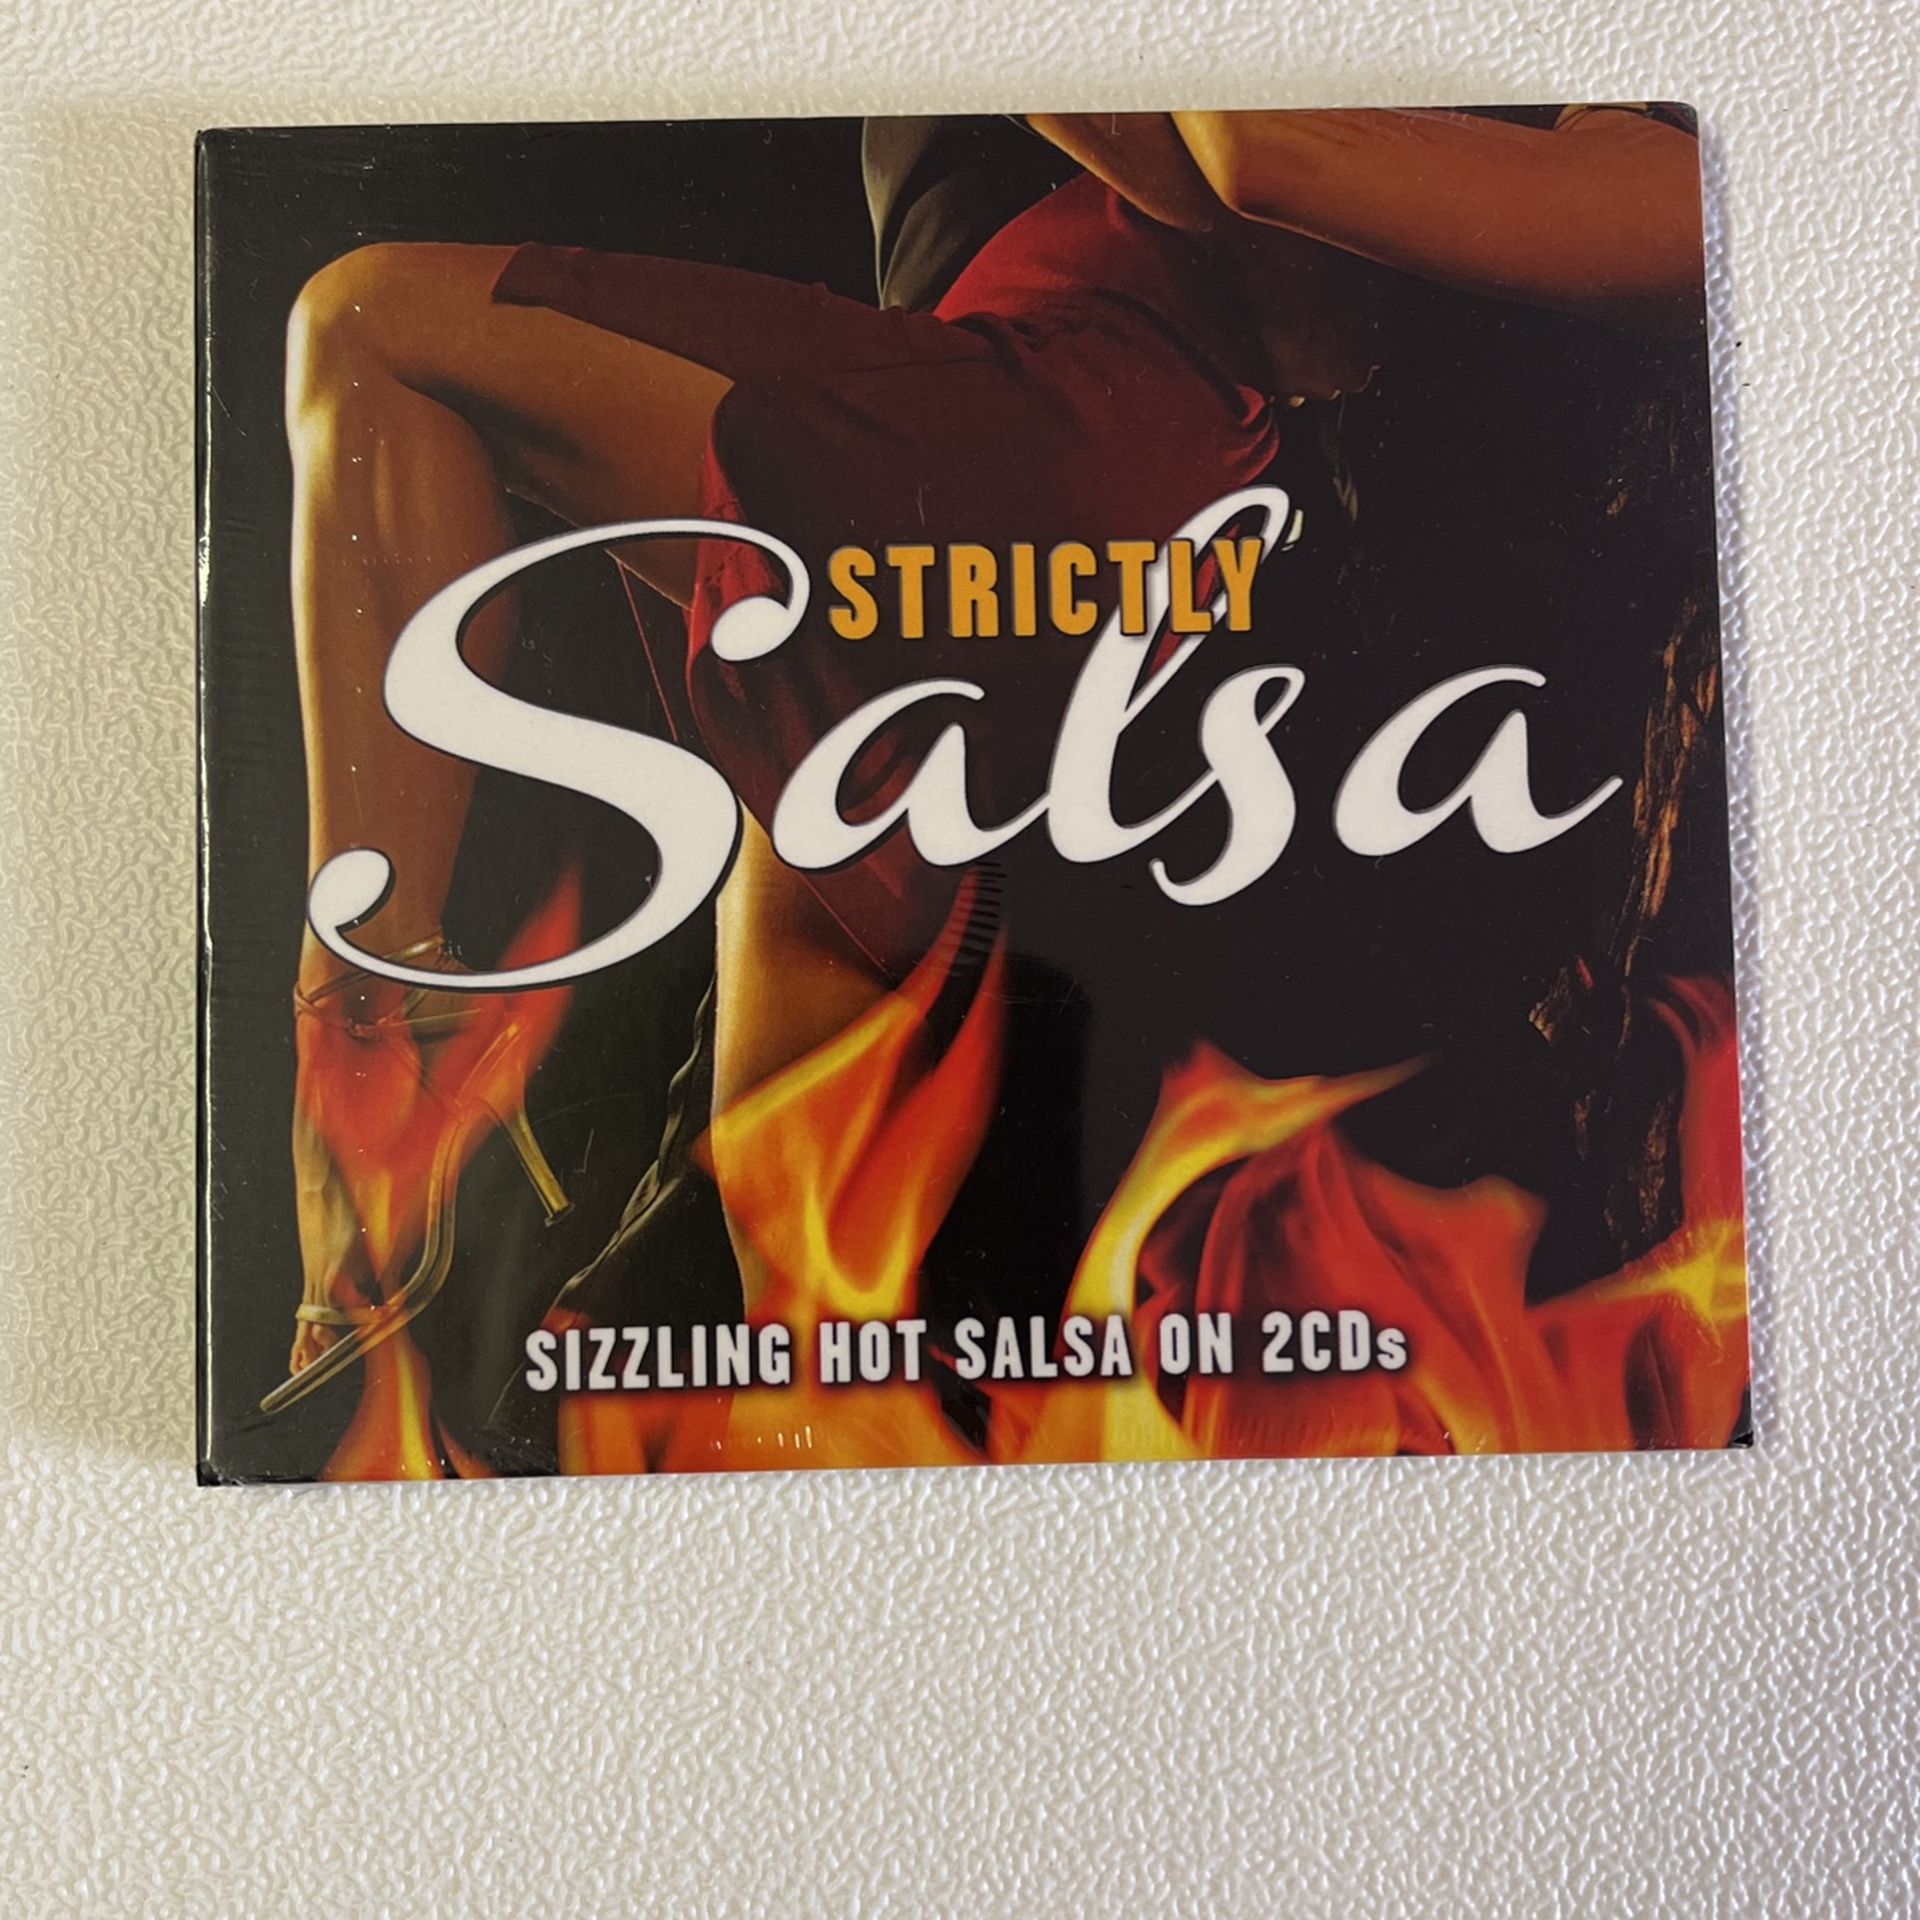 STRICTLY
Salsa
SIZZLING HOT SALSA ON 2CDs